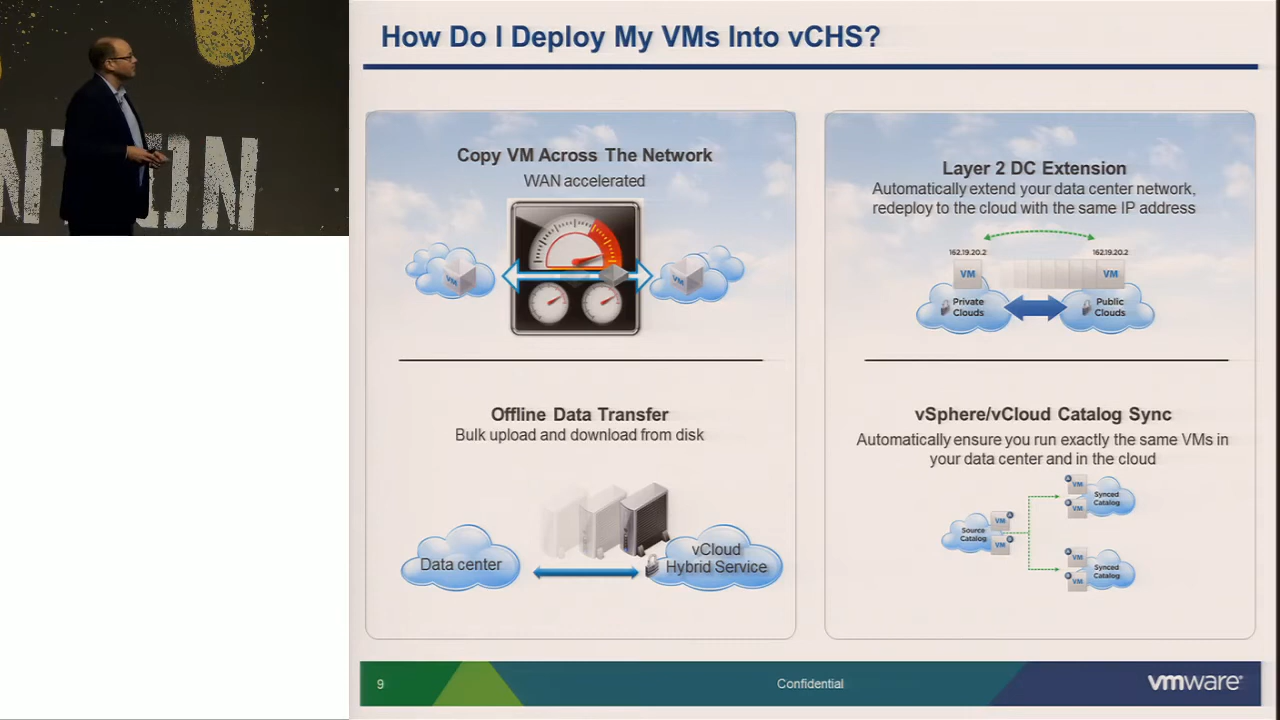 NT ON
How Do I Deploy My VMs Into vCHS?
Copy VM Across The Network
WAN accelerated
VM
VM
Offline Data Transfer
Bulk upload and download from disk
Data center
vCloud
Hybrid Service
Layer 2 DC Extension
Automatically extend your data center network,
redeploy to the cloud with the same IP address
162.19.20.2
162.19.20.2
VM
VM
Private
Clouds
Public
Clouds
vSphere/vCloud Catalog Sync
Automatically ensure you run exactly the same VMs in
your data center and in the cloud
Source
Catalog
VM
VM
VM
VM
Synced
Catalog
VM
VM
Synced
Catalog
9
Confidential
vmware